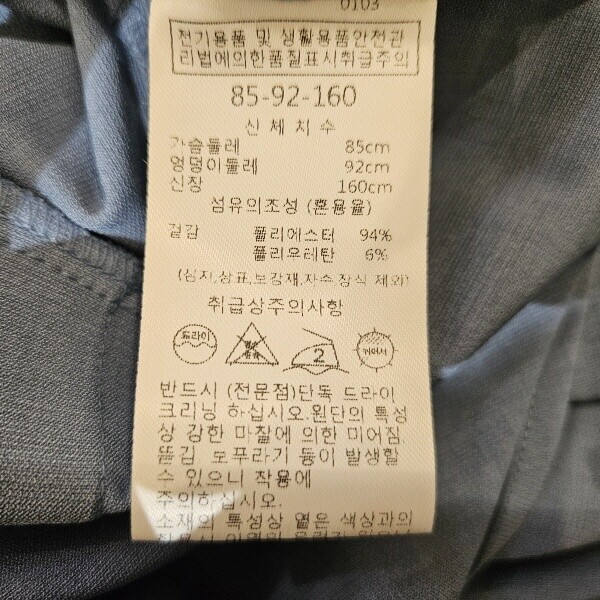 0103
전기용품 및 생활용품안전관
리법에의한품질표시취급주의
85-92-160
신 체 치 수
가슴둘레 85cm
엉덩이둘레 92cm
신장 160cm
섬유의조성 (혼용율)
겉감 폴리에스터 94%
폴리우레탄 6%
(심지,상표,보강재,자수,장식 제외)
취급상주의사항
드라이
염소
표백
2
뉘어서
반드시 (전문점)단독 드라이
크리닝 하십시오.원단의 특성
상 강한 마찰에 의한 미어짐,
뜯김 보푸라기 등이 발생할
수 있으니 착용에
주의하십시오.
소재의 특성상 옅은 색상과의